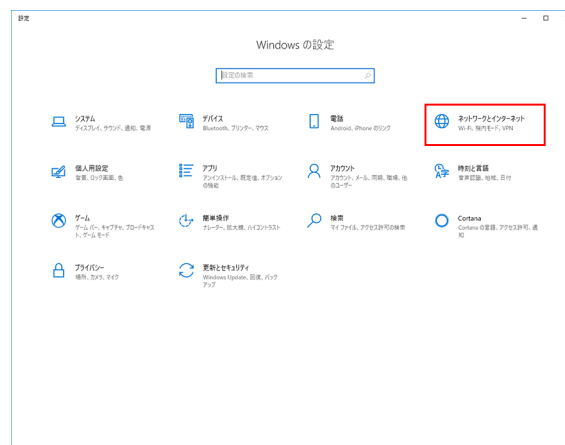 設定
Windows の設定
設定の検索
システム
ディスプレイ、サウンド、通知、電源
デバイス
Bluetooth、プリンター、マウス
電話
Android、iPhone のリンク
ネットワークとインターネット
Wi-Fi、機内モード、VPN
個人用設定
背景、ロック画面、色
アプリ
アンインストール、既定値、オプション
の機能
アカウント
アカウント、メール、同期、職場、他
のユーザー
時刻と言語
音声認識、地域、日付
ゲーム
ゲーム バー、キャプチャ、ブロードキャス
ト、ゲーム モード
簡単操作
ナレーター、拡大鏡、ハイコントラスト
検索
マイ ファイル、アクセス許可の検索
Cortana
Cortana の言語、アクセス許可、通
知
プライバシー
場所、カメラ、マイク
更新とセキュリティ
Windows Update、回復、バック
アップ